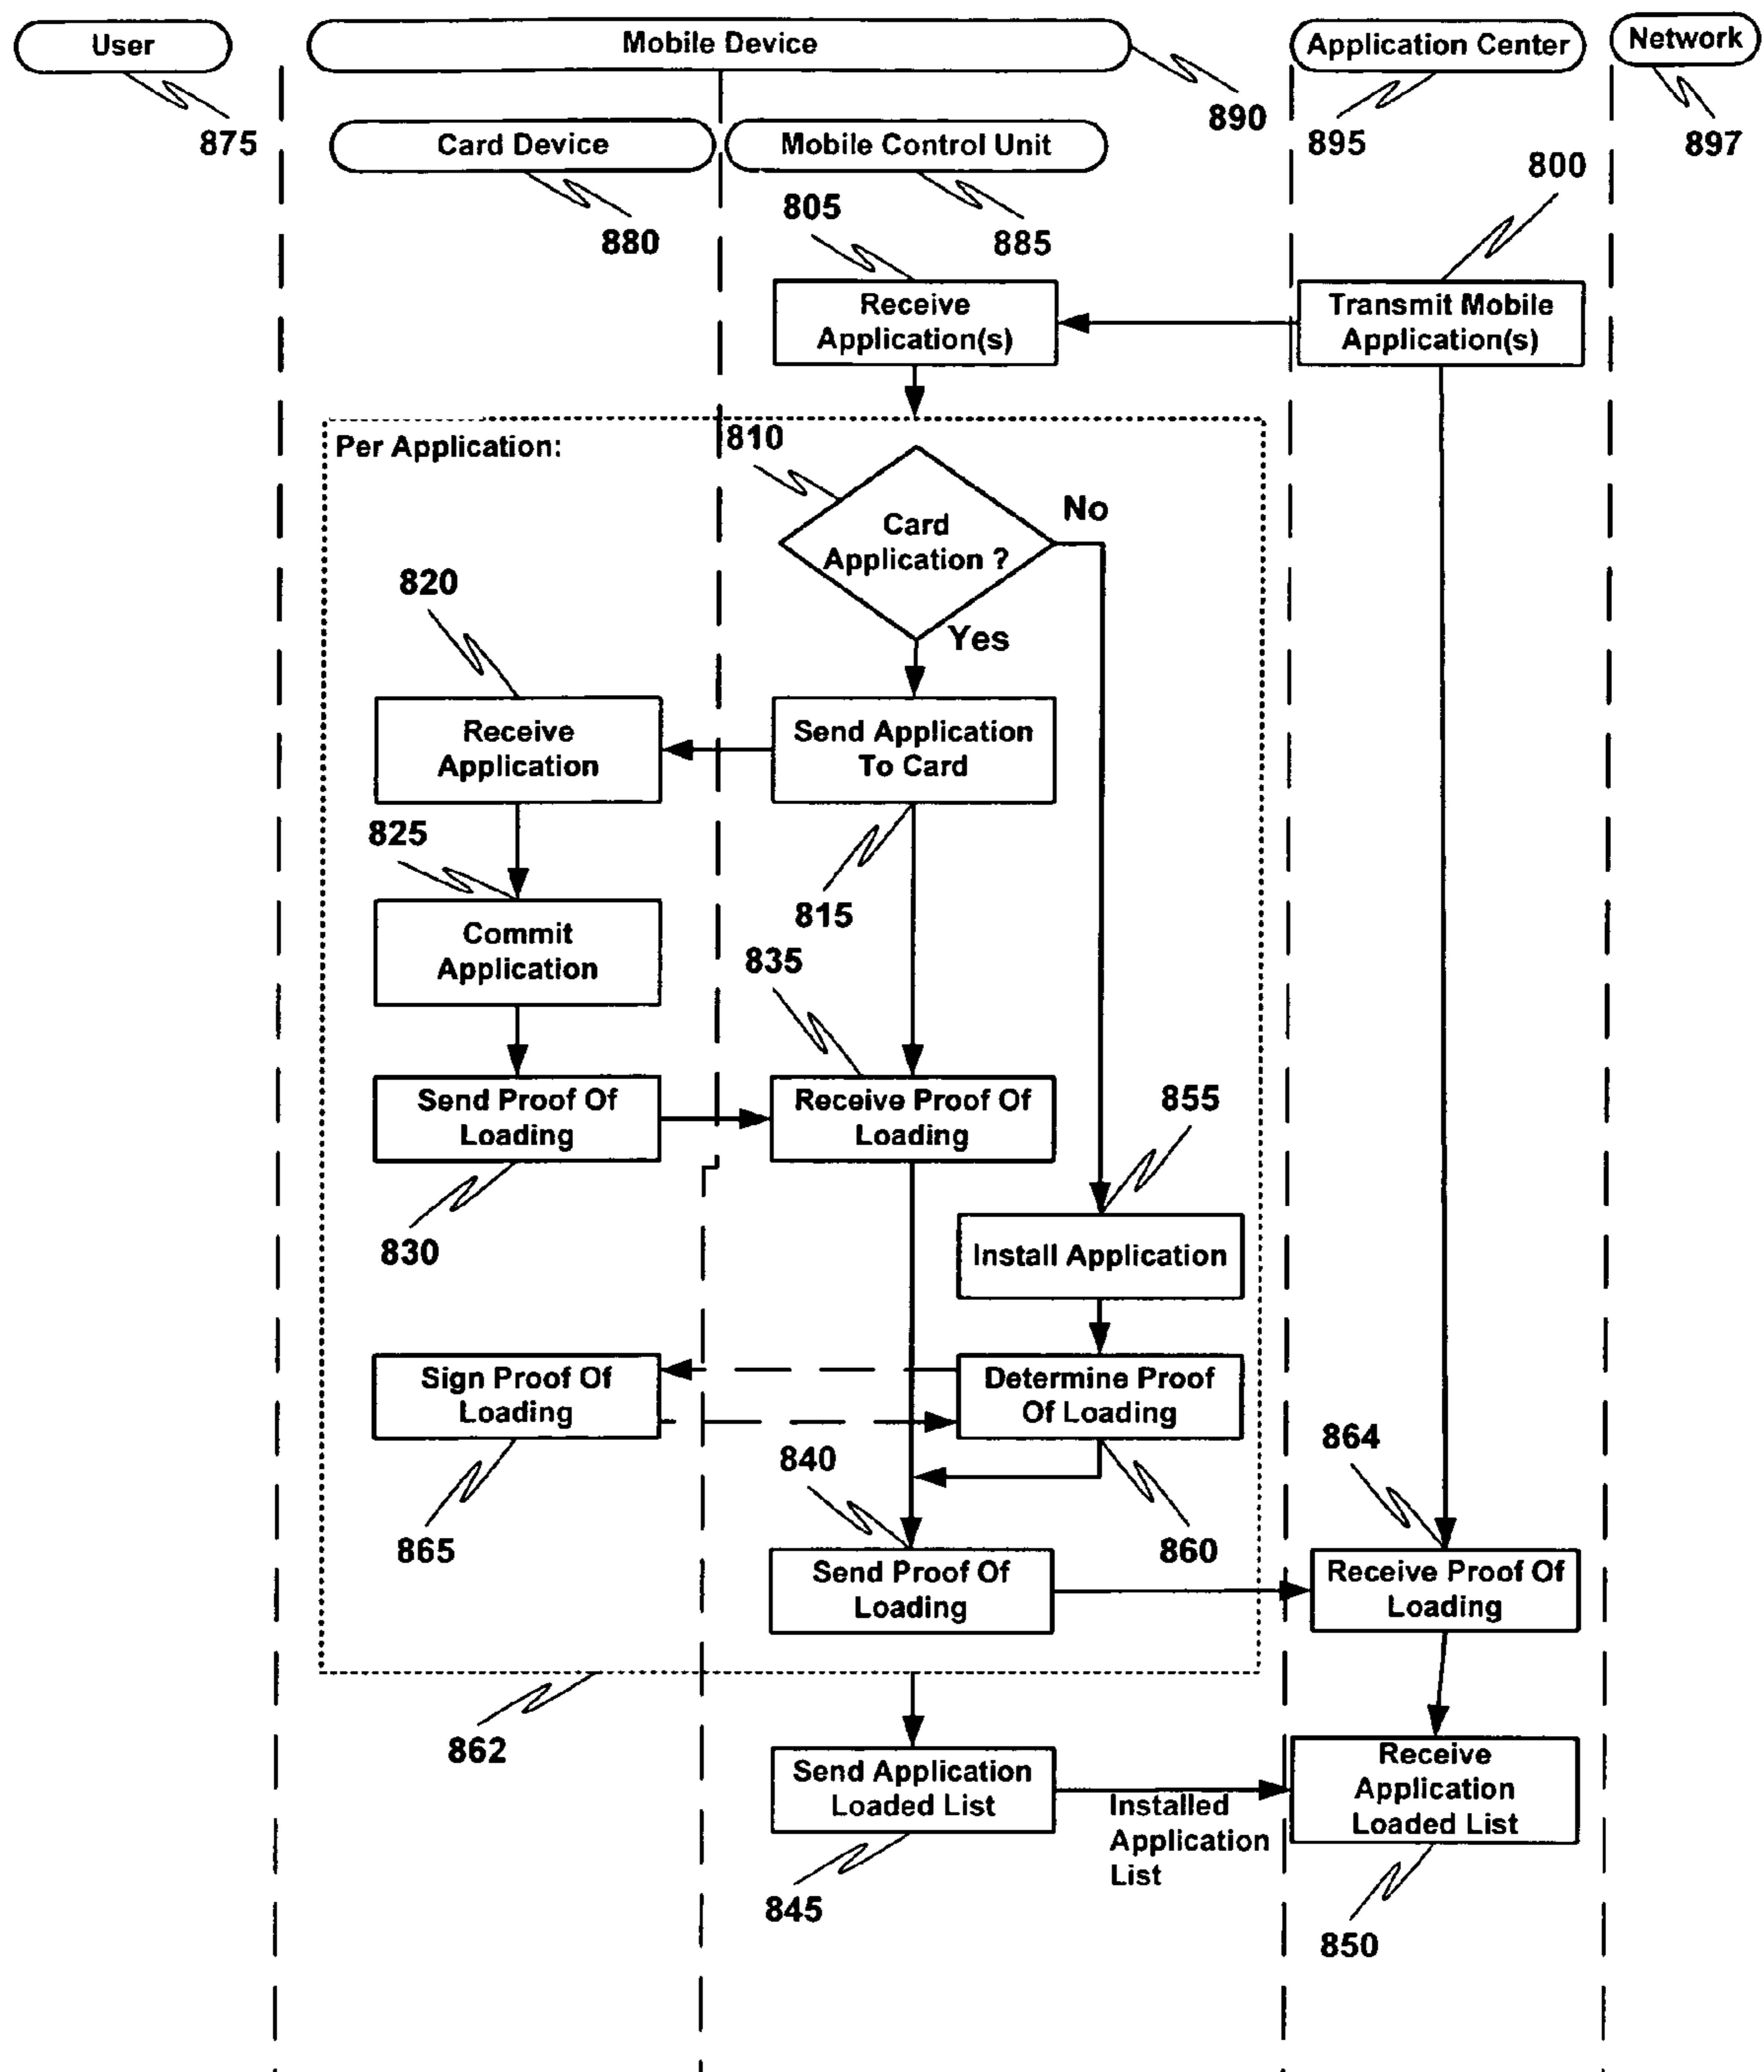 User
Mobile Device
Application Center
Network
875
890
895
897
Card Device
Mobile Control Unit
800
805
880
885
Receive
Application(s)
Transmit Mobile
Application(s)
Per Application:
810
No
Card
Application ?
820
Yes
Receive
Application
Send Application
To Card
825
815
Commit
Application
835
Send Proof Of
Loading
Receive Proof Of
Loading
855
830
Install Application
Sign Proof Of
Loading
Determine Proof
Of Loading
864
840
865
860
Send Proof Of
Loading
Receive Proof Of
Loading
862
Send Application
Loaded List
Installed
Application
List
Receive
Application
Loaded List
845
850